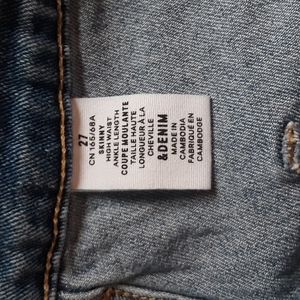 27
CN 165/68A
SKINNY
HIGH WAIST
ANKLE LENGTH
COUPE MOULANTE
TAILLE HAUTE
LONGUEUR À LA
CHEVILLE
&DENIM
MADE IN
CAMBODIA
FABRIQUÉ EN
CAMBODGE